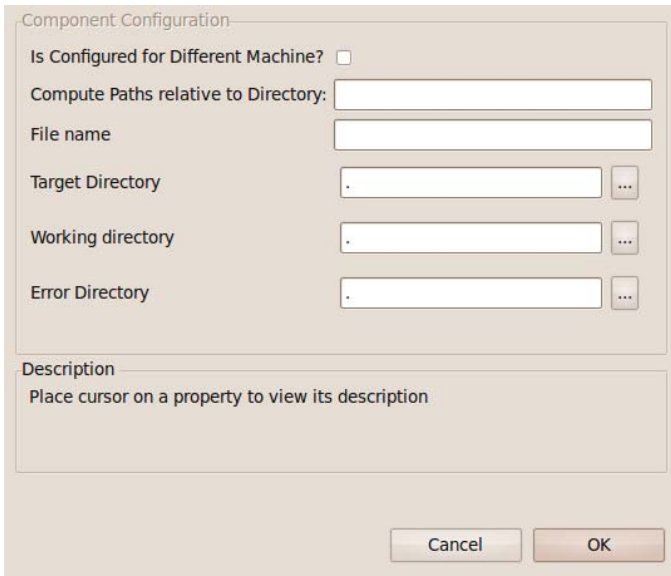 Component Configuration
Is Configured for Different Machine?
Compute Paths relative to Directory:
File name
Target Directory . ...
Working directory . ...
Error Directory . ...
Description
Place cursor on a property to view its description
Cancel OK